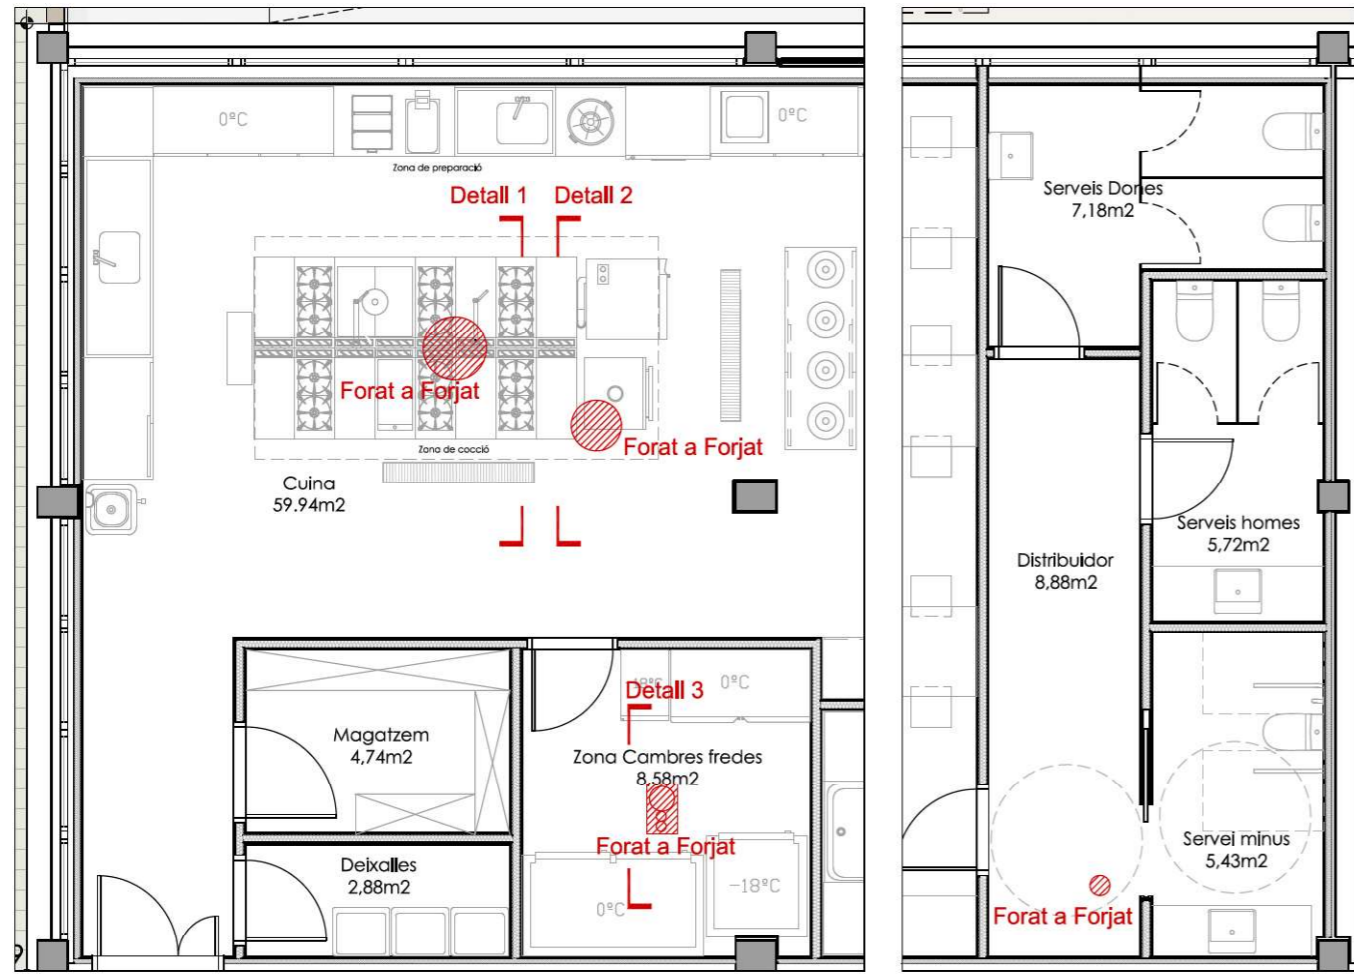 0ºC
0ºC
Zona de preparació
Detall 1
Detall 2
Forat a Forjat
Forat a Forjat
Zona de cocció
Cuina
59.94m2
Magatzem
4,74m2
Deixalles
2,88m2
-18ºC
0ºC
Detall 3
Zona Cambres fredes
8,58m2
Forat a Forjat
-18ºC
0ºC
Serveis Dones
7,18m2
Serveis homes
5,72m2
Distribuidor
8,88m2
Servei minus
5,43m2
Forat a Forjat